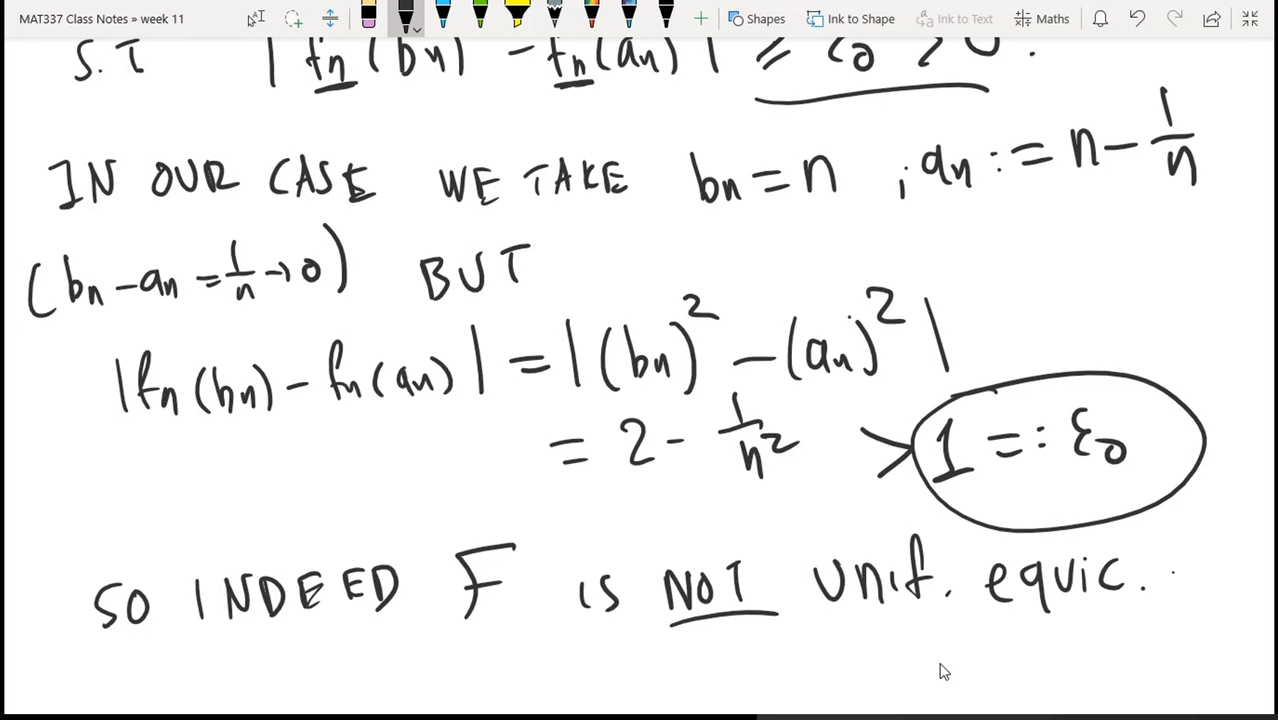 MAT337 Class Notes » week 11
Shapes Ink to Shape Ink to Text Maths
S.T |fn(bn) - fn(an)| ≥ ε0 > 0.
IN OUR CASE WE TAKE bn = n , an := n - 1/n
(bn - an = 1/n → 0) BUT
|fn(bn) - fn(an)| = |(bn)^2 - (an)^2|
= 2 - 1/n^2 > 1 =: ε0
SO INDEED F IS NOT unif. equic.